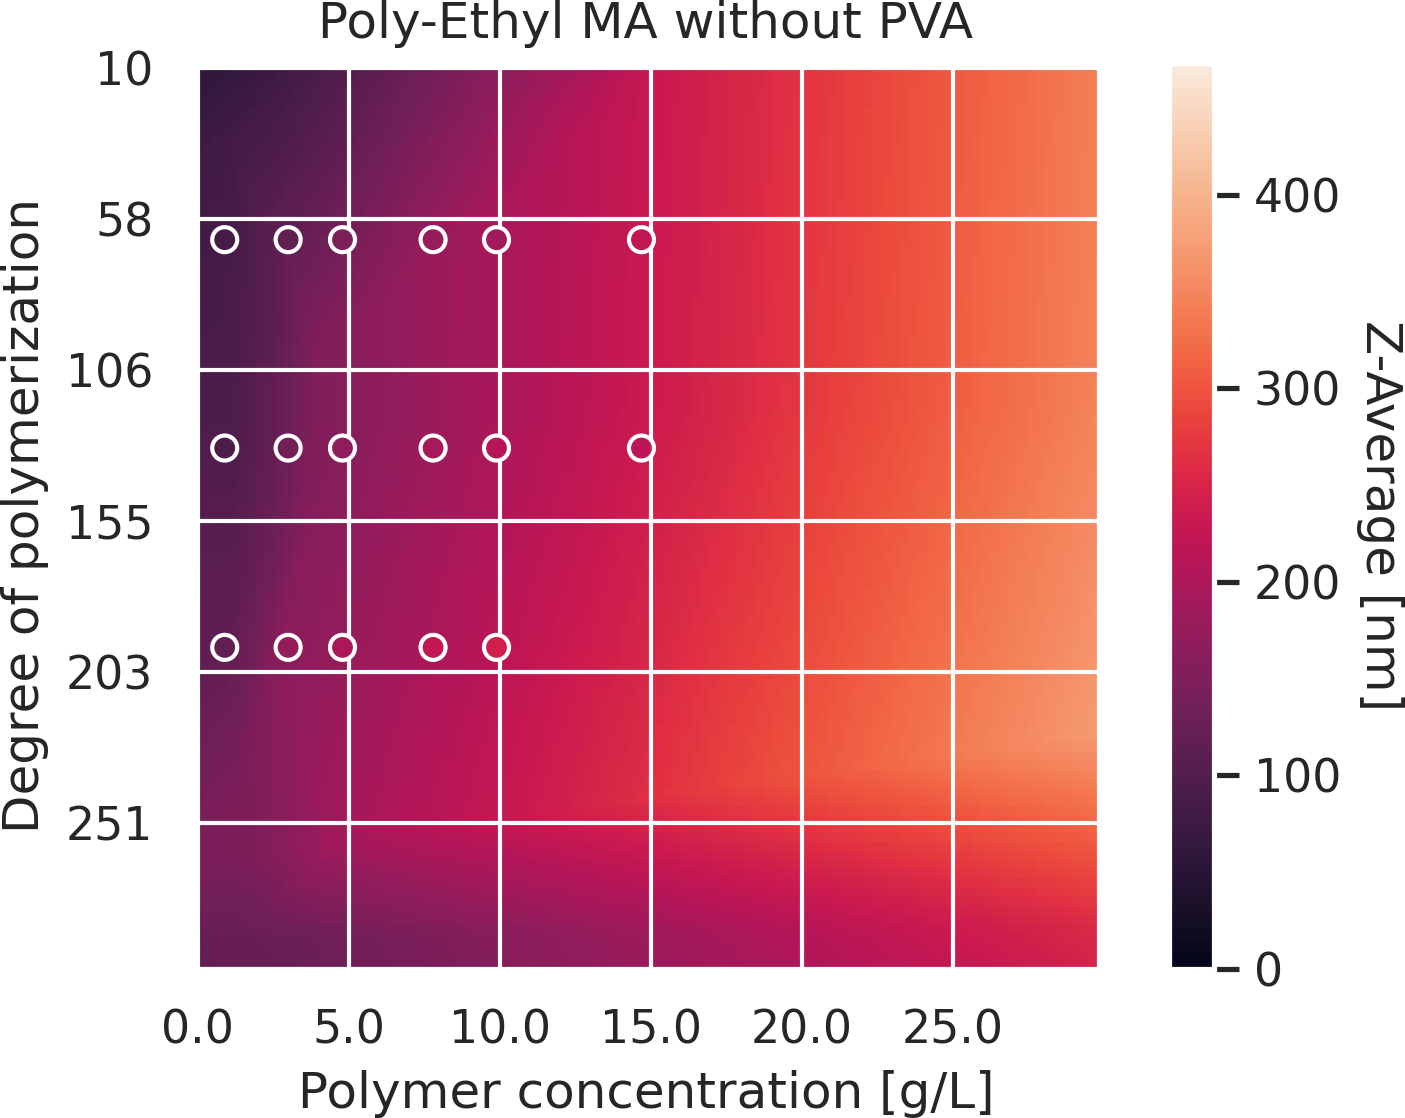 Poly-Ethyl MA without PVA
10
58
106
155
203
251
Degree of polymerization
0.0 5.0 10.0 15.0 20.0 25.0
Polymer concentration [g/L]
400
300
200
100
0
Z-Average [nm]